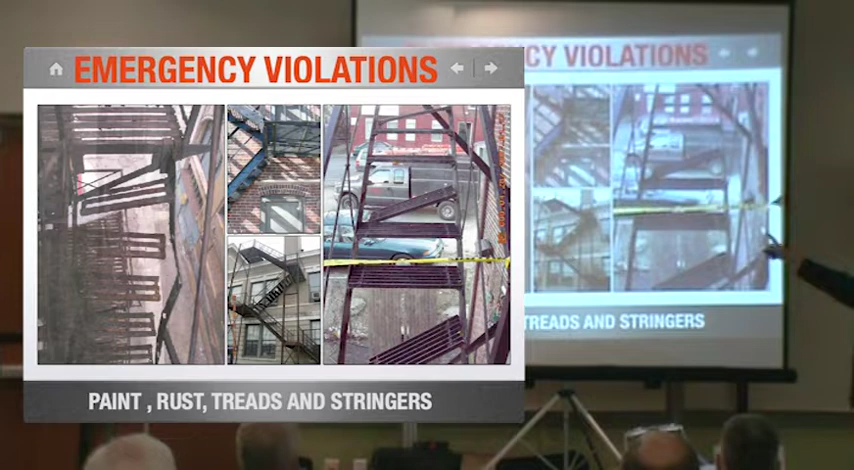 EMERGENCY VIOLATIONS
PAINT , RUST, TREADS AND STRINGERS
CY VIOLATIONS
TREADS AND STRINGERS